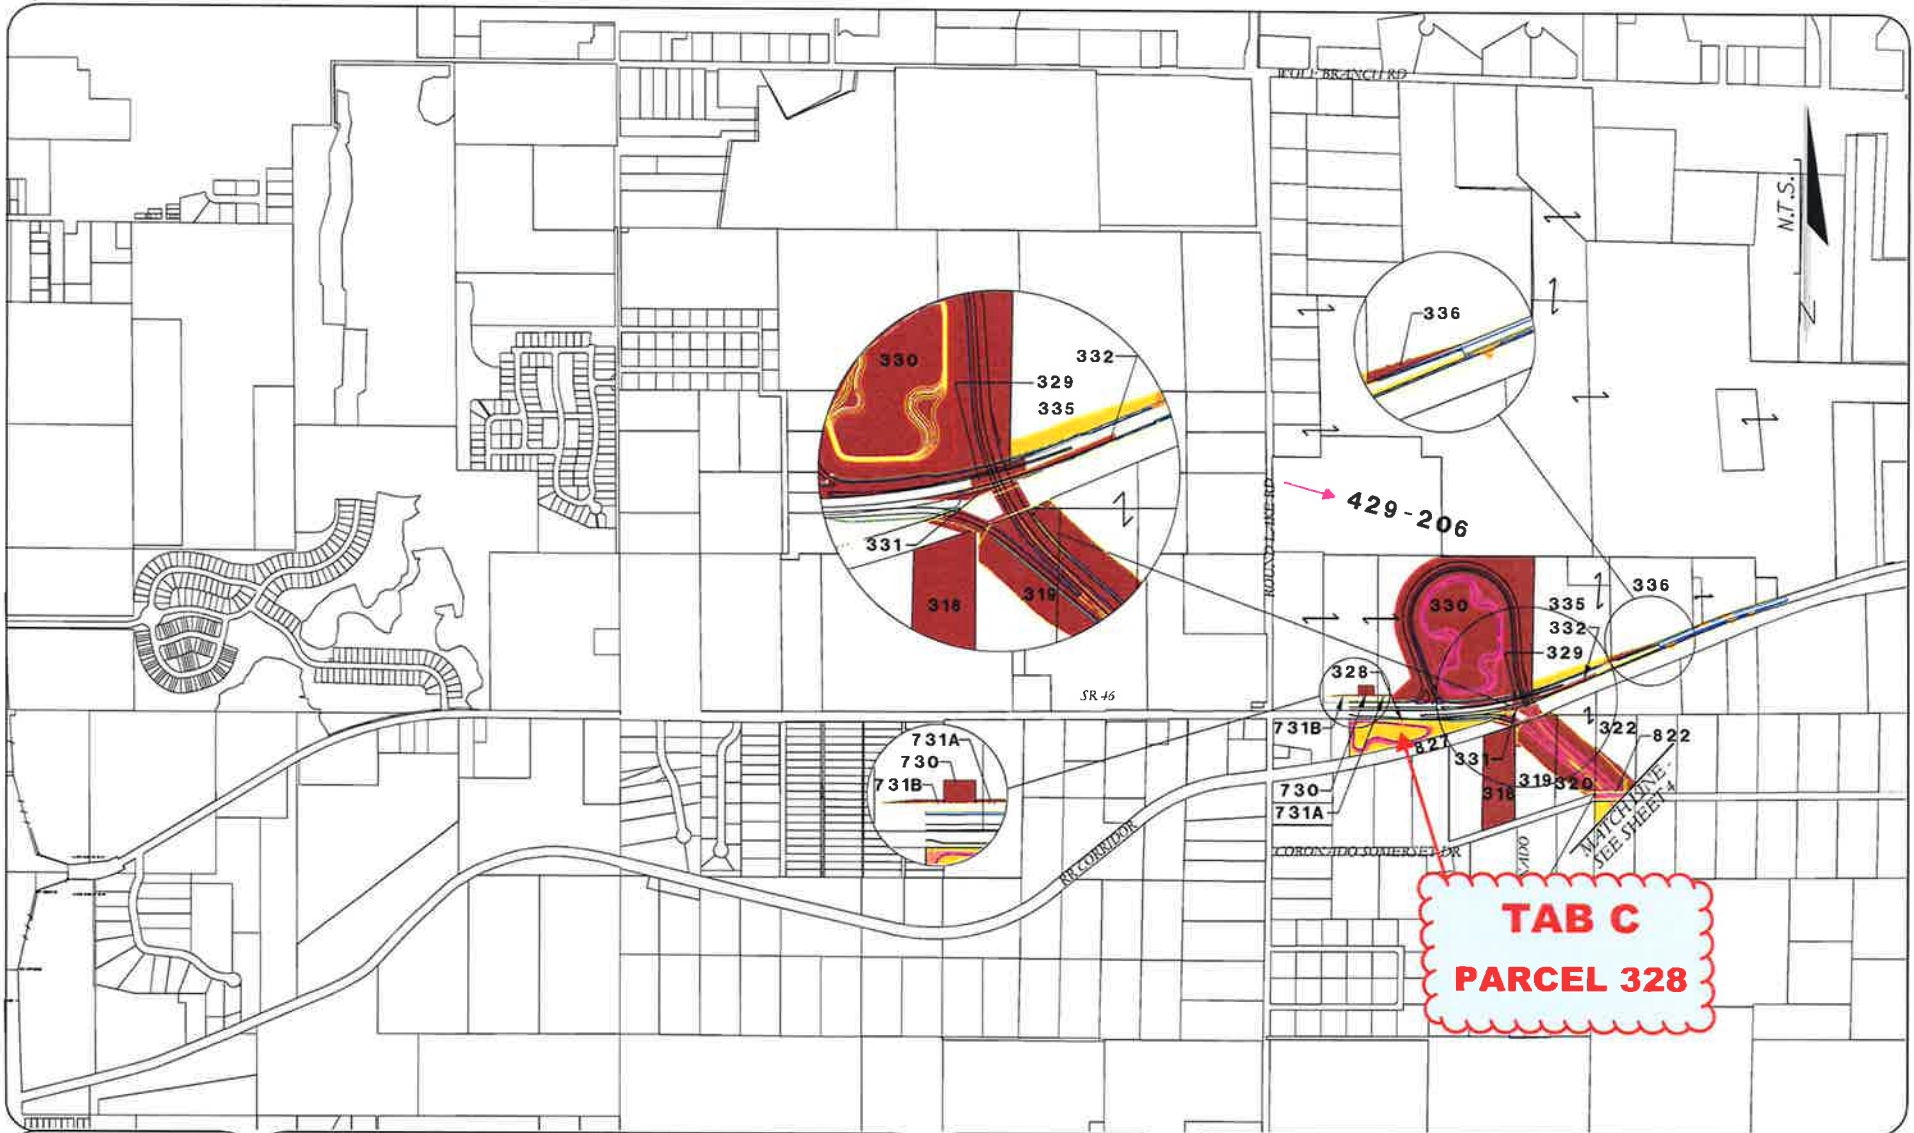 WOLF BRANCH RD
N.T.S.
336
330
332
329
335
331
318
319
ROUND LAKE RD
429-206
330
335
336
332
329
328
SR 46
731B
827
322
822
331
319
320
318
730
731A
731A
730
731B
MATCH LINE -
SEE SHEET 4
RR CORRIDOR
CORONADO SOMERSET DR
TAB C
PARCEL 328